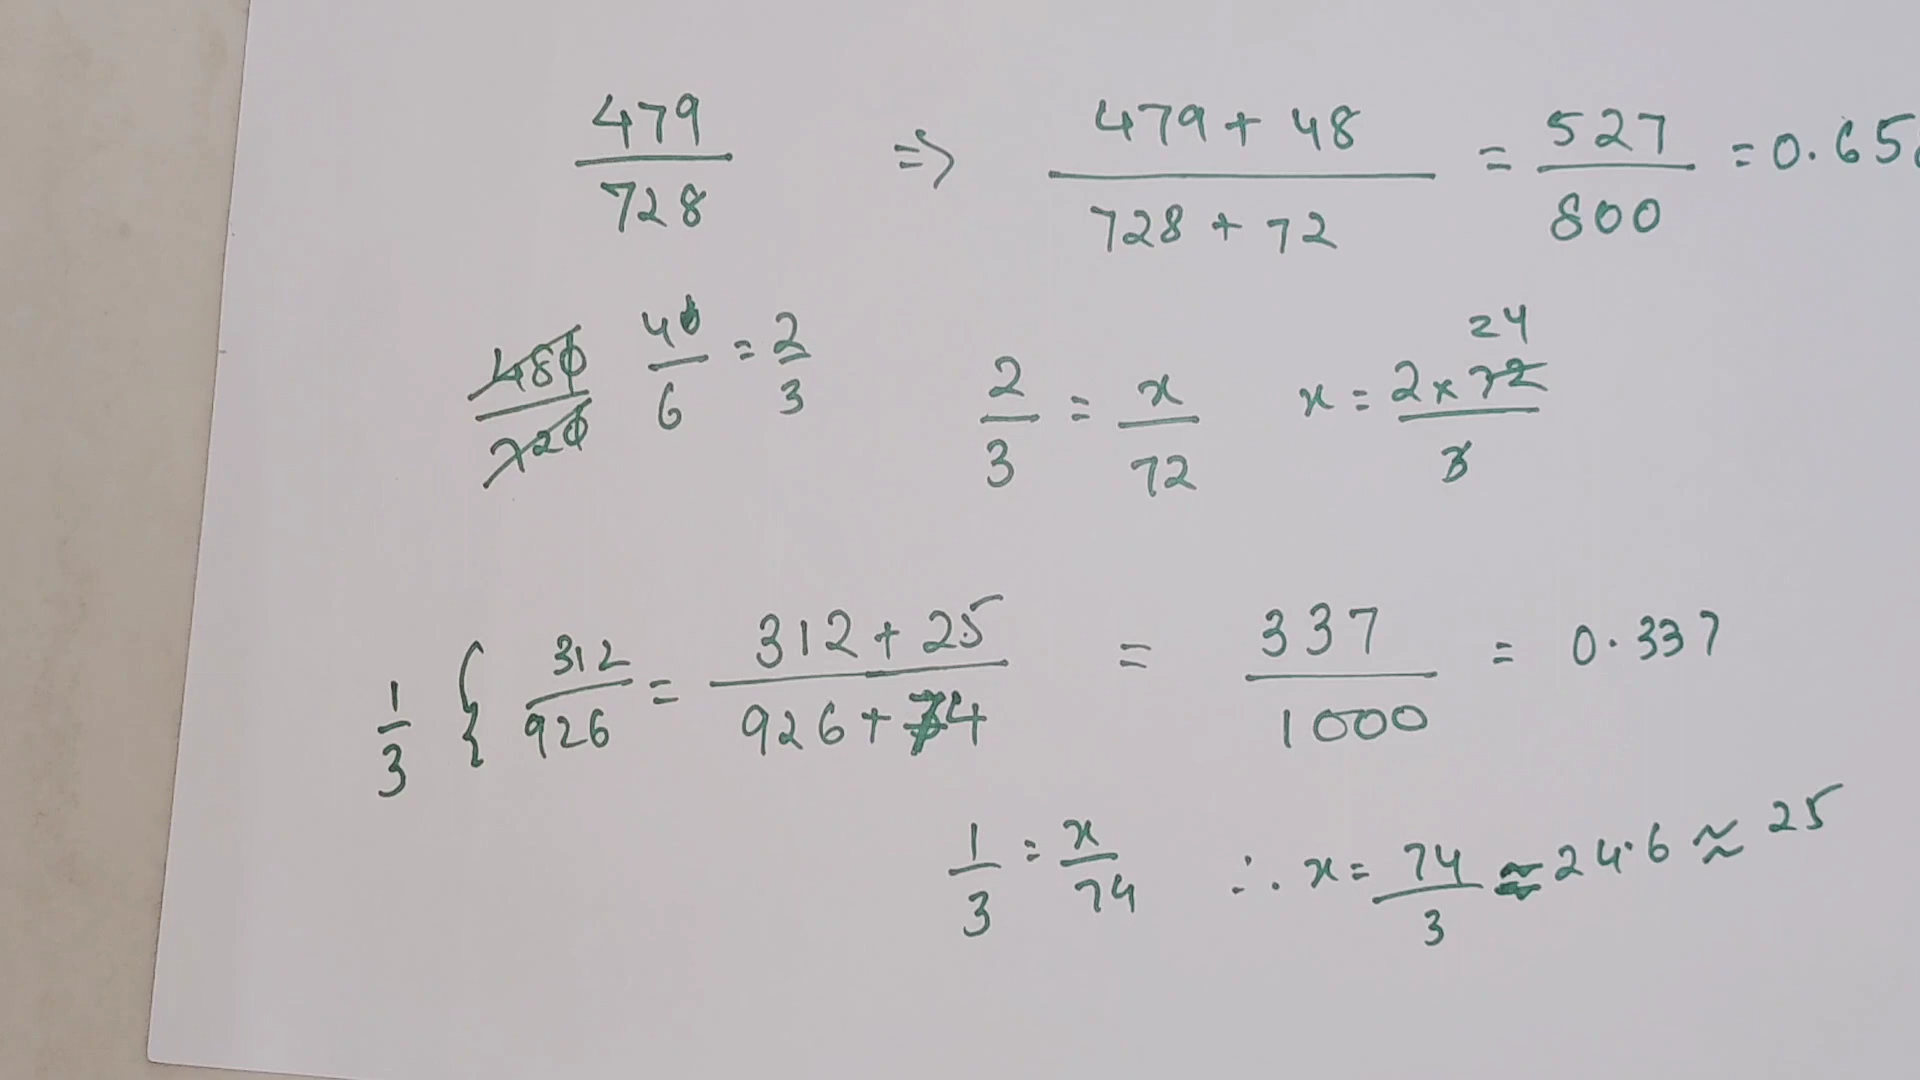 479/728 => (479 + 48)/(728 + 72) = 527/800 = 0.65
480/720 40/6 = 2/3 2/3 = x/72 x = (2 x 72)/3 24
1/3 { 312/926 = (312 + 25)/(926 + 74) = 337/1000 = 0.337
1/3 = x/74 ∴ x = 74/3 ≈ 24.6 ≈ 25